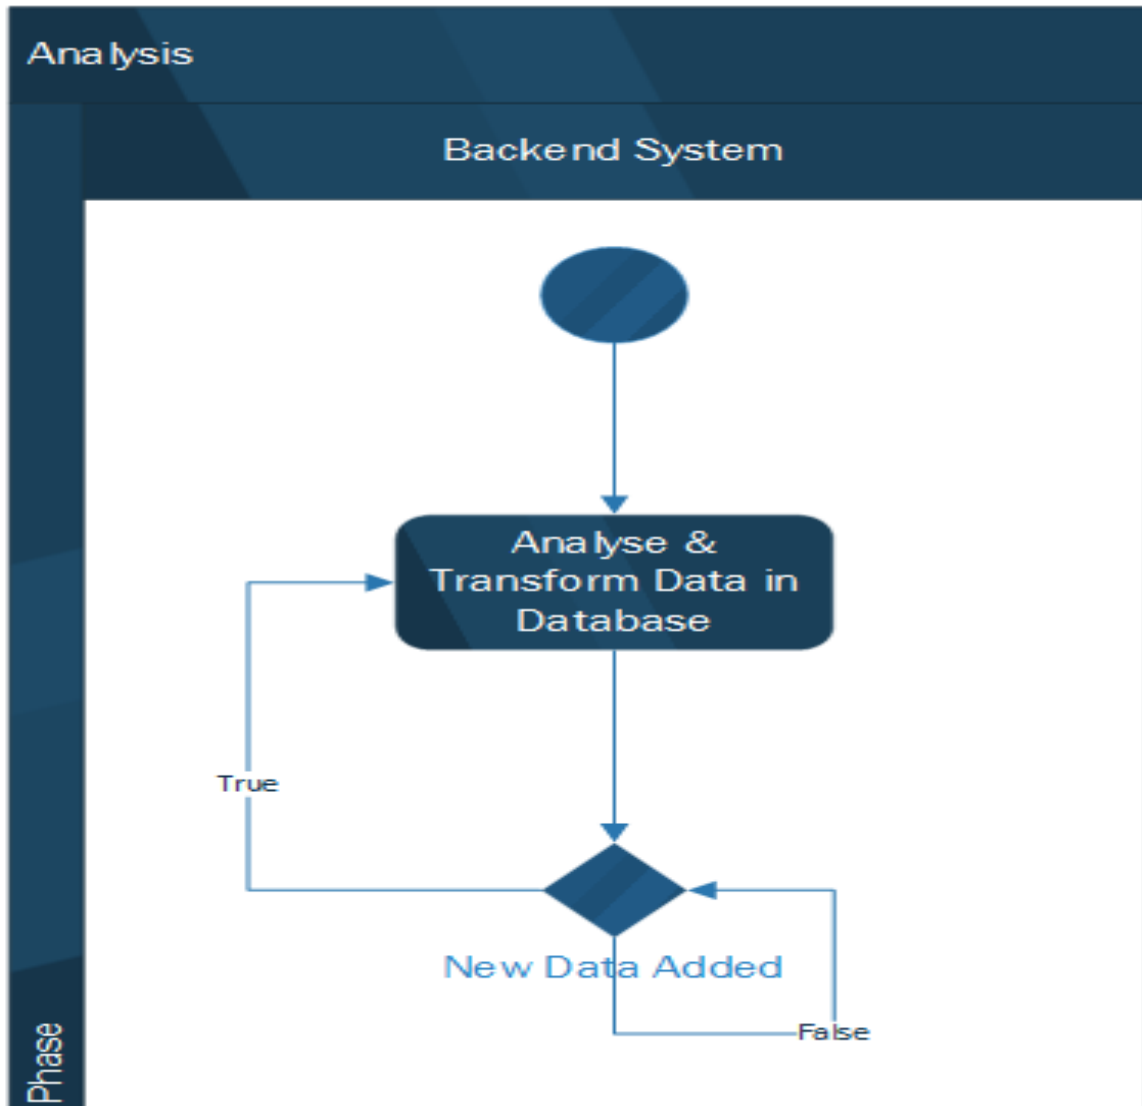 Analysis
Backend System
Analyse &
Transform Data in
Database
True
New Data Added
False
Phase